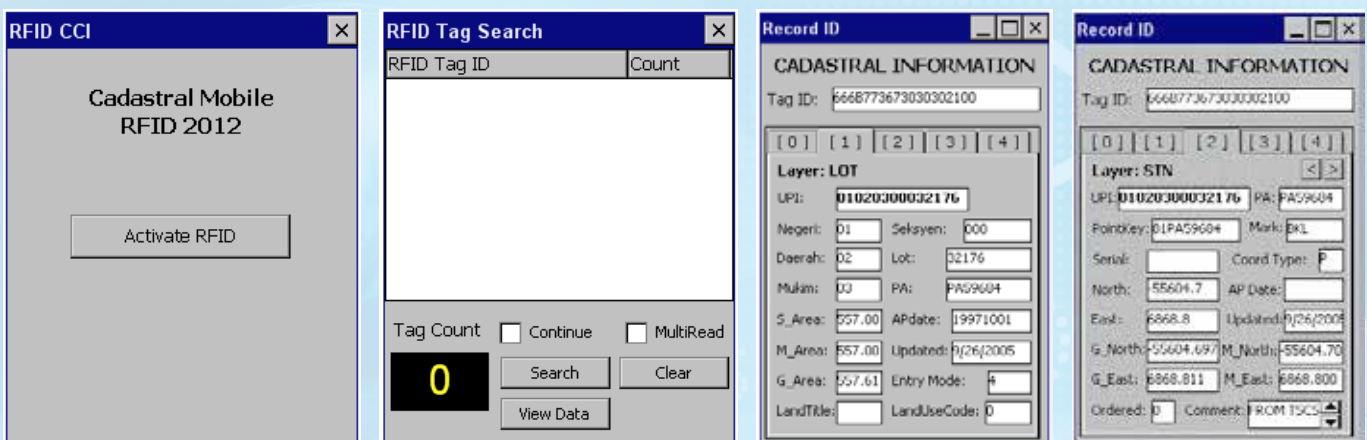 RFID CCI
Cadastral Mobile
RFID 2012
Activate RFID
RFID Tag Search
RFID Tag ID Count
Tag Count Continue MultiRead
0
Search Clear
View Data
Record ID
CADASTRAL INFORMATION
Tag ID: 666B773673030302100
[0] [1] [2] [3] [4]
Layer: LOT
UPI: 01020300032176
Negeri: 01 Seksyen: 000
Daerah: 02 Lot: 32176
Mukim: 03 PA: PA59604
S_Area: 557.00 APdate: 19971001
M_Area: 557.00 Updated: 9/26/2005
G_Area: 557.61 Entry Mode: 4
LandTitle: LandUseCode: 0
Record ID
CADASTRAL INFORMATION
Tag ID: 666B773673030302100
[0] [1] [2] [3] [4]
Layer: STN < >
UPI: 01020300032176 PA: PA59604
PointKey: 01PA59604 Mark: BKL
Serial: Coord Type: P
North: -55604.7 AP Date:
East: 6868.8 Updated: 9/26/2005
G_North: -55604.697 M_North: -55604.70
G_East: 6868.811 M_East: 6868.800
Ordered: 0 Comment: FROM TSCS